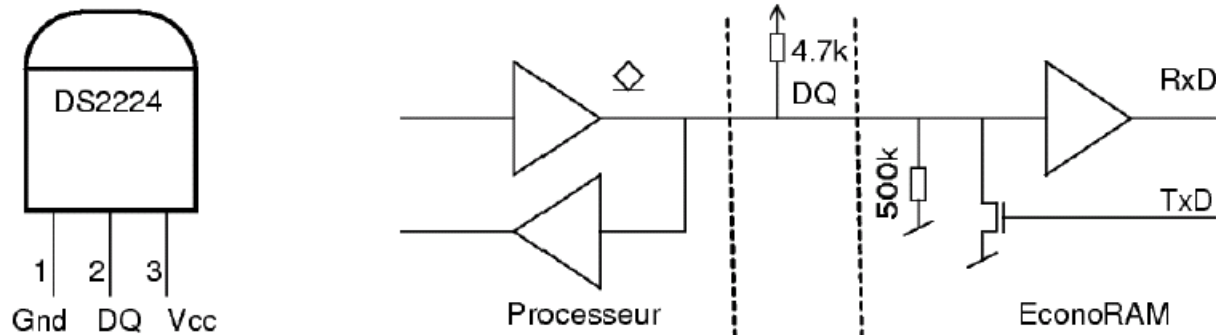 DS2224
1 2 3
Gnd DQ Vcc
4.7k
DQ
500k
RxD
TxD
Processeur
EconoRAM